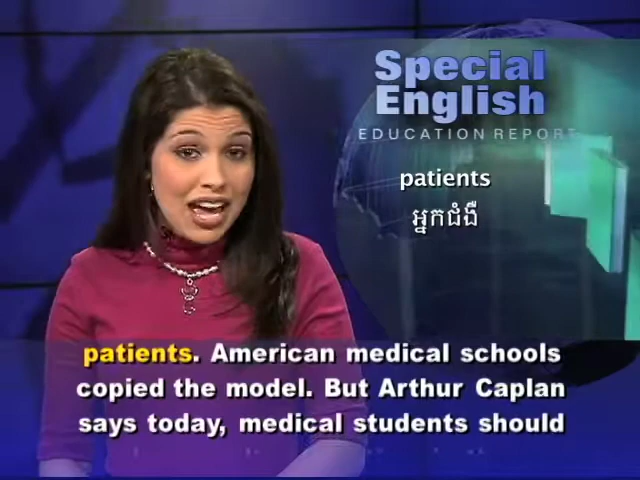 Special
English
EDUCATION REPORT
patients
អ្នកជំងឺ
patients. American medical schools
copied the model. But Arthur Caplan
says today, medical students should